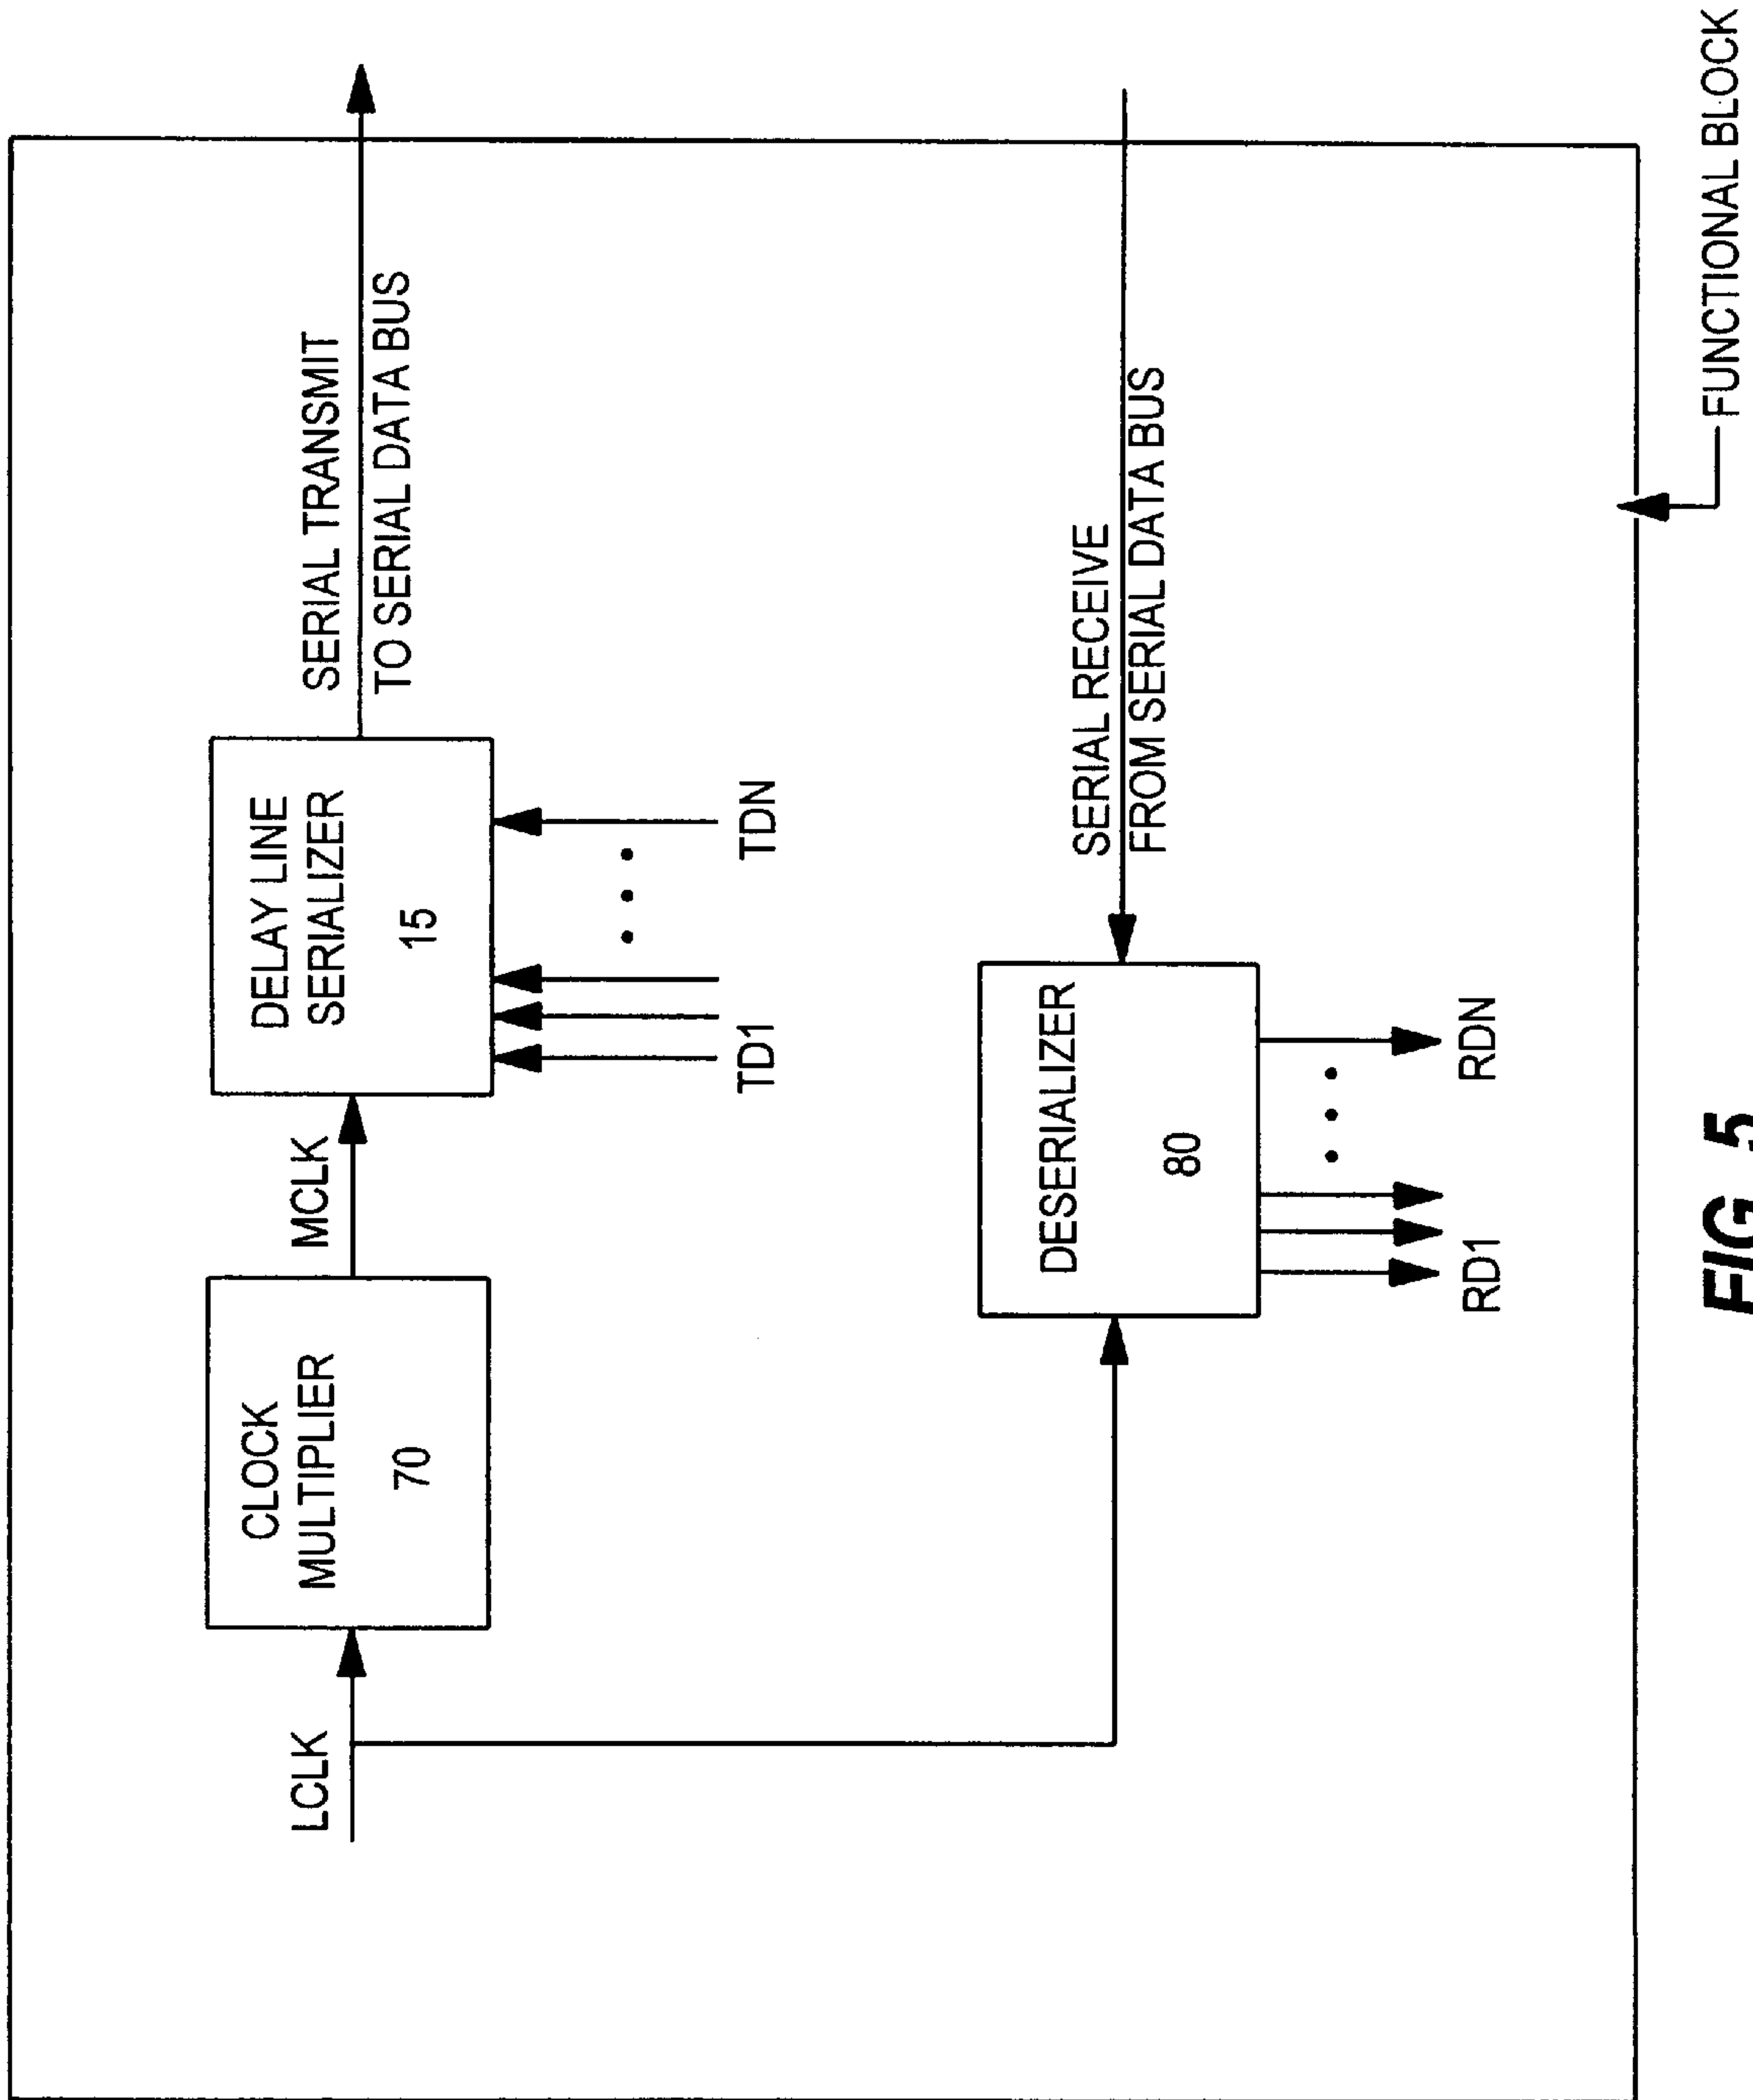 LCLK
CLOCK
MULTIPLIER
70
MCLK
DELAY LINE
SERIALIZER
15
SERIAL TRANSMIT
TO SERIAL DATA BUS
TD1
TDN
DESERIALIZER
80
SERIAL RECEIVE
FROM SERIAL DATA BUS
RD1
RDN
FUNCTIONAL BLOCK
FIG. 5